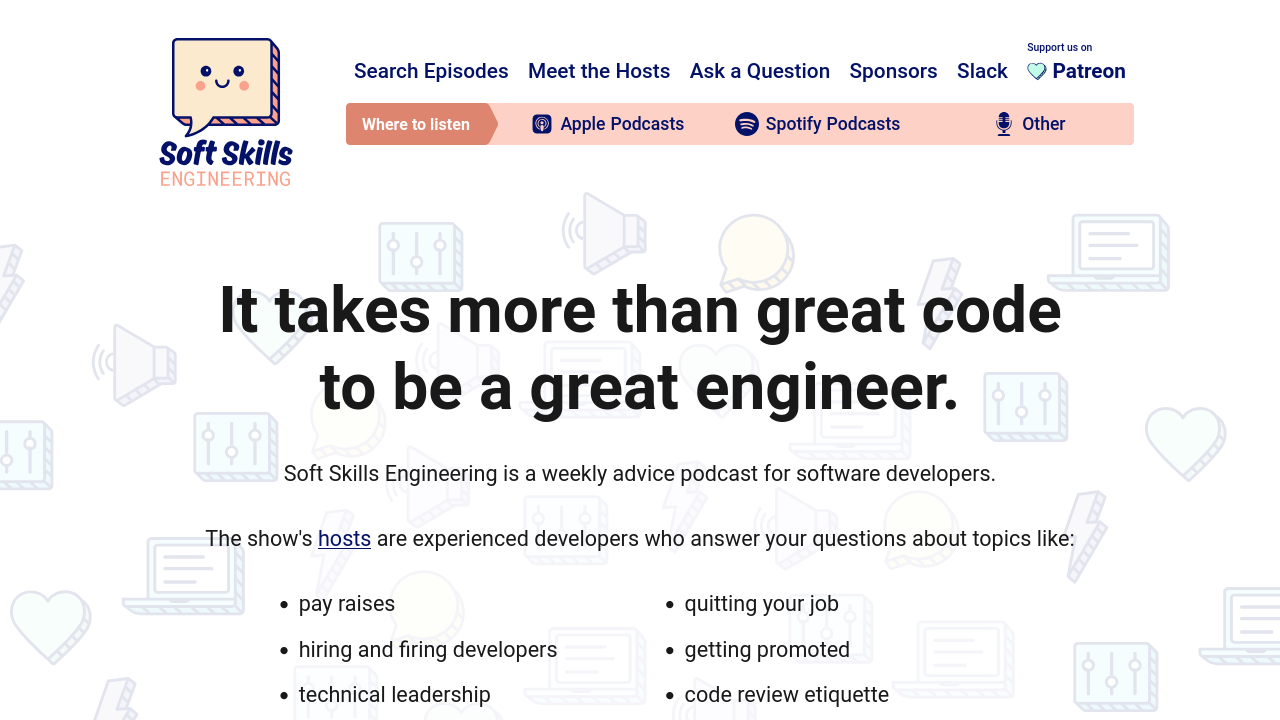 Soft Skills
ENGINEERING
Search Episodes Meet the Hosts Ask a Question Sponsors Slack Support us on Patreon
Where to listen Apple Podcasts Spotify Podcasts Other
It takes more than great code
to be a great engineer.
Soft Skills Engineering is a weekly advice podcast for software developers.
The show's hosts are experienced developers who answer your questions about topics like:
pay raises
hiring and firing developers
technical leadership
quitting your job
getting promoted
code review etiquette